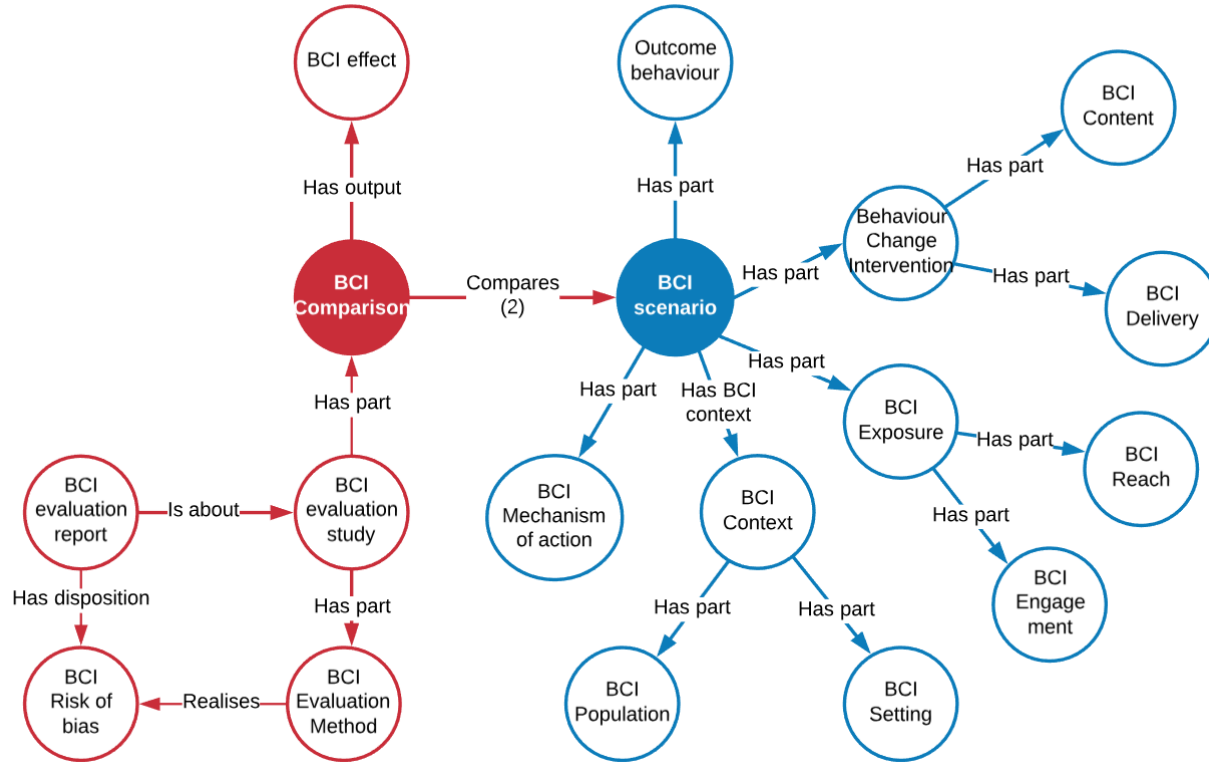 BCI effect
Outcome
behaviour
BCI
Content
Has part
Has output
Has part
Behaviour
Change
Intervention
Has part
Has part
BCI
Delivery
BCI
Comparison
Compares
(2)
BCI
scenario
Has part
Has part
Has BCI
context
Has part
BCI
Exposure
Has part
BCI
Reach
BCI
evaluation
report
Is about
BCI
evaluation
study
BCI
Mechanism
of action
BCI
Context
Has part
BCI
Engage
ment
Has disposition
Has part
Has part
Has part
BCI
Risk of
bias
Realises
BCI
Evaluation
Method
BCI
Population
BCI
Setting